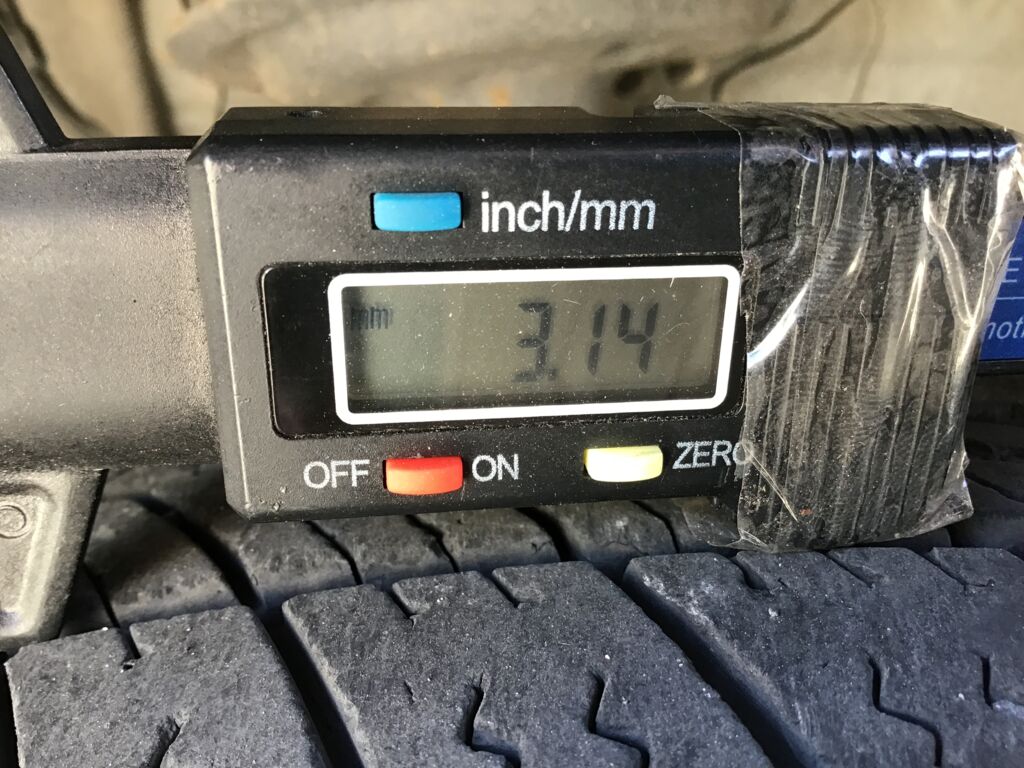 inch/mm
mm 3.14
OFF ON ZERO